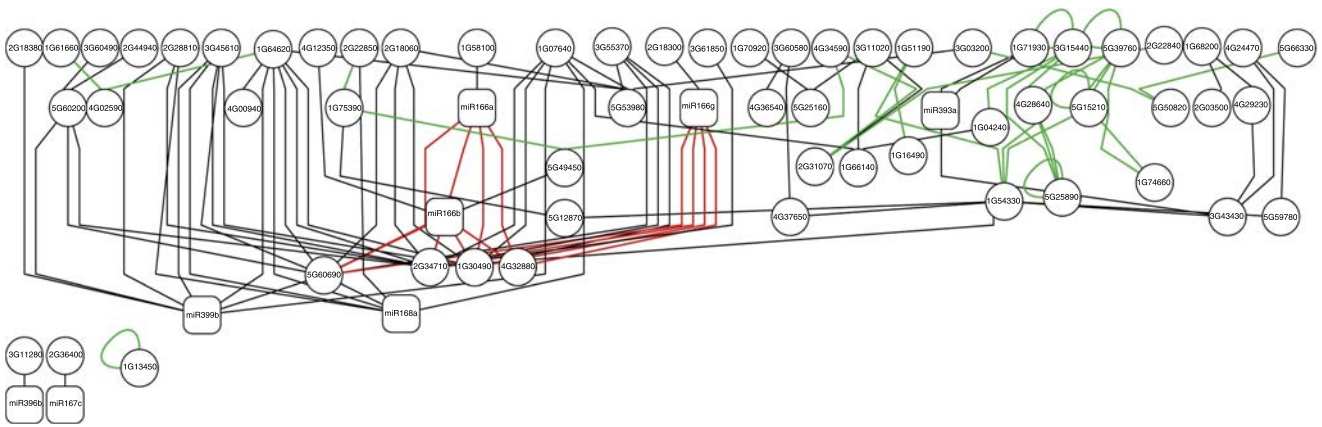 2G18380 1G61660 3G60490 2G44940 2G28810 3G45610 1G64620 4G12350 2G22850 2G18060 1G58100 1G07640 3G55370 2G18300 3G61850 1G70920 3G60580 4G34590 3G11020 1G51190 3G03200 1G71930 3G15440 5G39760 2G22840 1G68200 4G24470 5G66330
5G60200 4G02590 4G00940 1G75390 miR166a 5G53980 miR166g 4G36540 5G25160 miR393a 4G28640 5G15210 5G50820 2G03500 4G29230
1G04240
5G49450 2G31070 1G66140 1G16490
1G74660
miR166b 5G12870 4G37650 1G54330 5G25890 3G43430 5G59780
5G60690 2G34710 1G30490 4G32880
miR399b miR168a
3G11280 2G36400 1G13450
miR396b miR167c